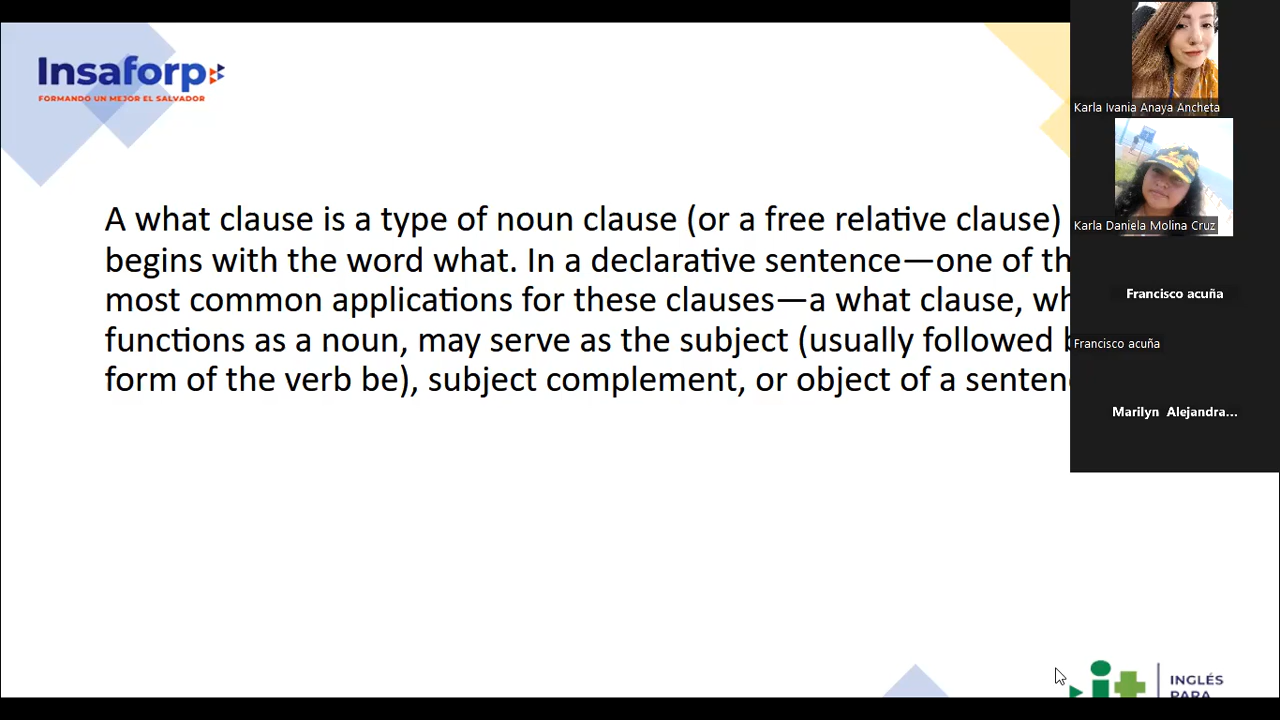 Insaforp
FORMANDO UN MEJOR EL SALVADOR
A what clause is a type of noun clause (or a free relative clause)
begins with the word what. In a declarative sentence—one of th
most common applications for these clauses—a what clause, wh
functions as a noun, may serve as the subject (usually followed b
form of the verb be), subject complement, or object of a senten
Karla Ivania Anaya Ancheta
Karla Daniela Molina Cruz
Francisco acuña
Francisco acuña
Marilyn Alejandra...
INGLÉS
PARA